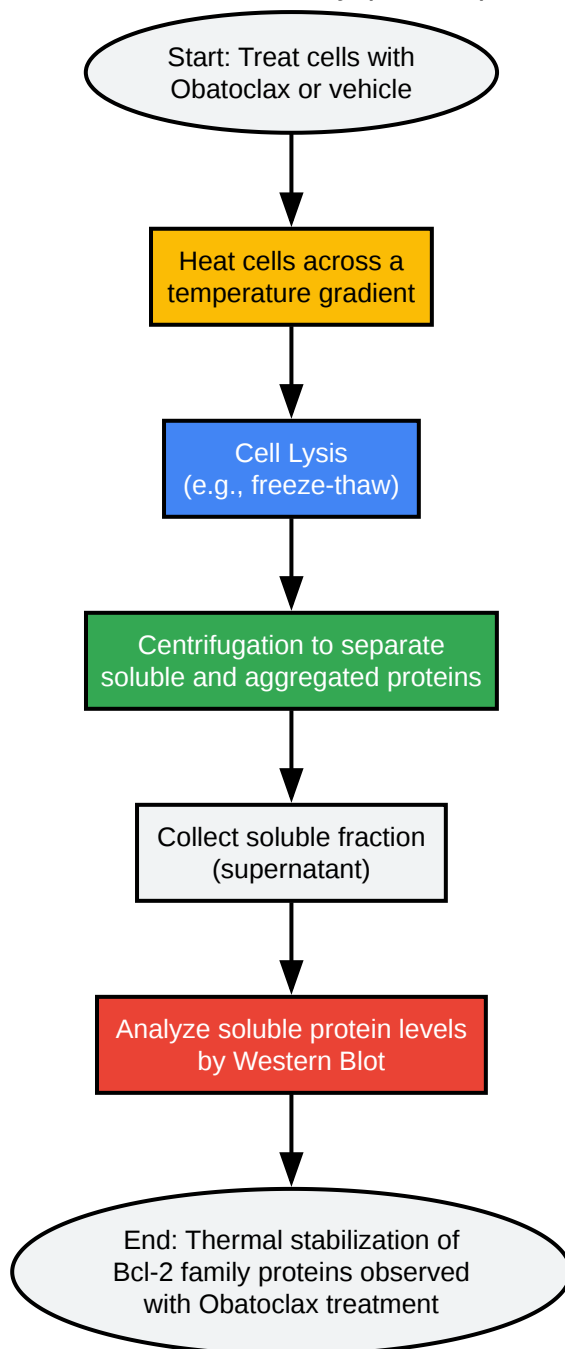 Start: Treat cells with
Obatoclax or vehicle
Heat cells across a
temperature gradient
Cell Lysis
(e.g., freeze-thaw)
Centrifugation to separate
soluble and aggregated proteins
Collect soluble fraction
(supernatant)
Analyze soluble protein levels
by Western Blot
End: Thermal stabilization of
Bcl-2 family proteins observed
with Obatoclax treatment